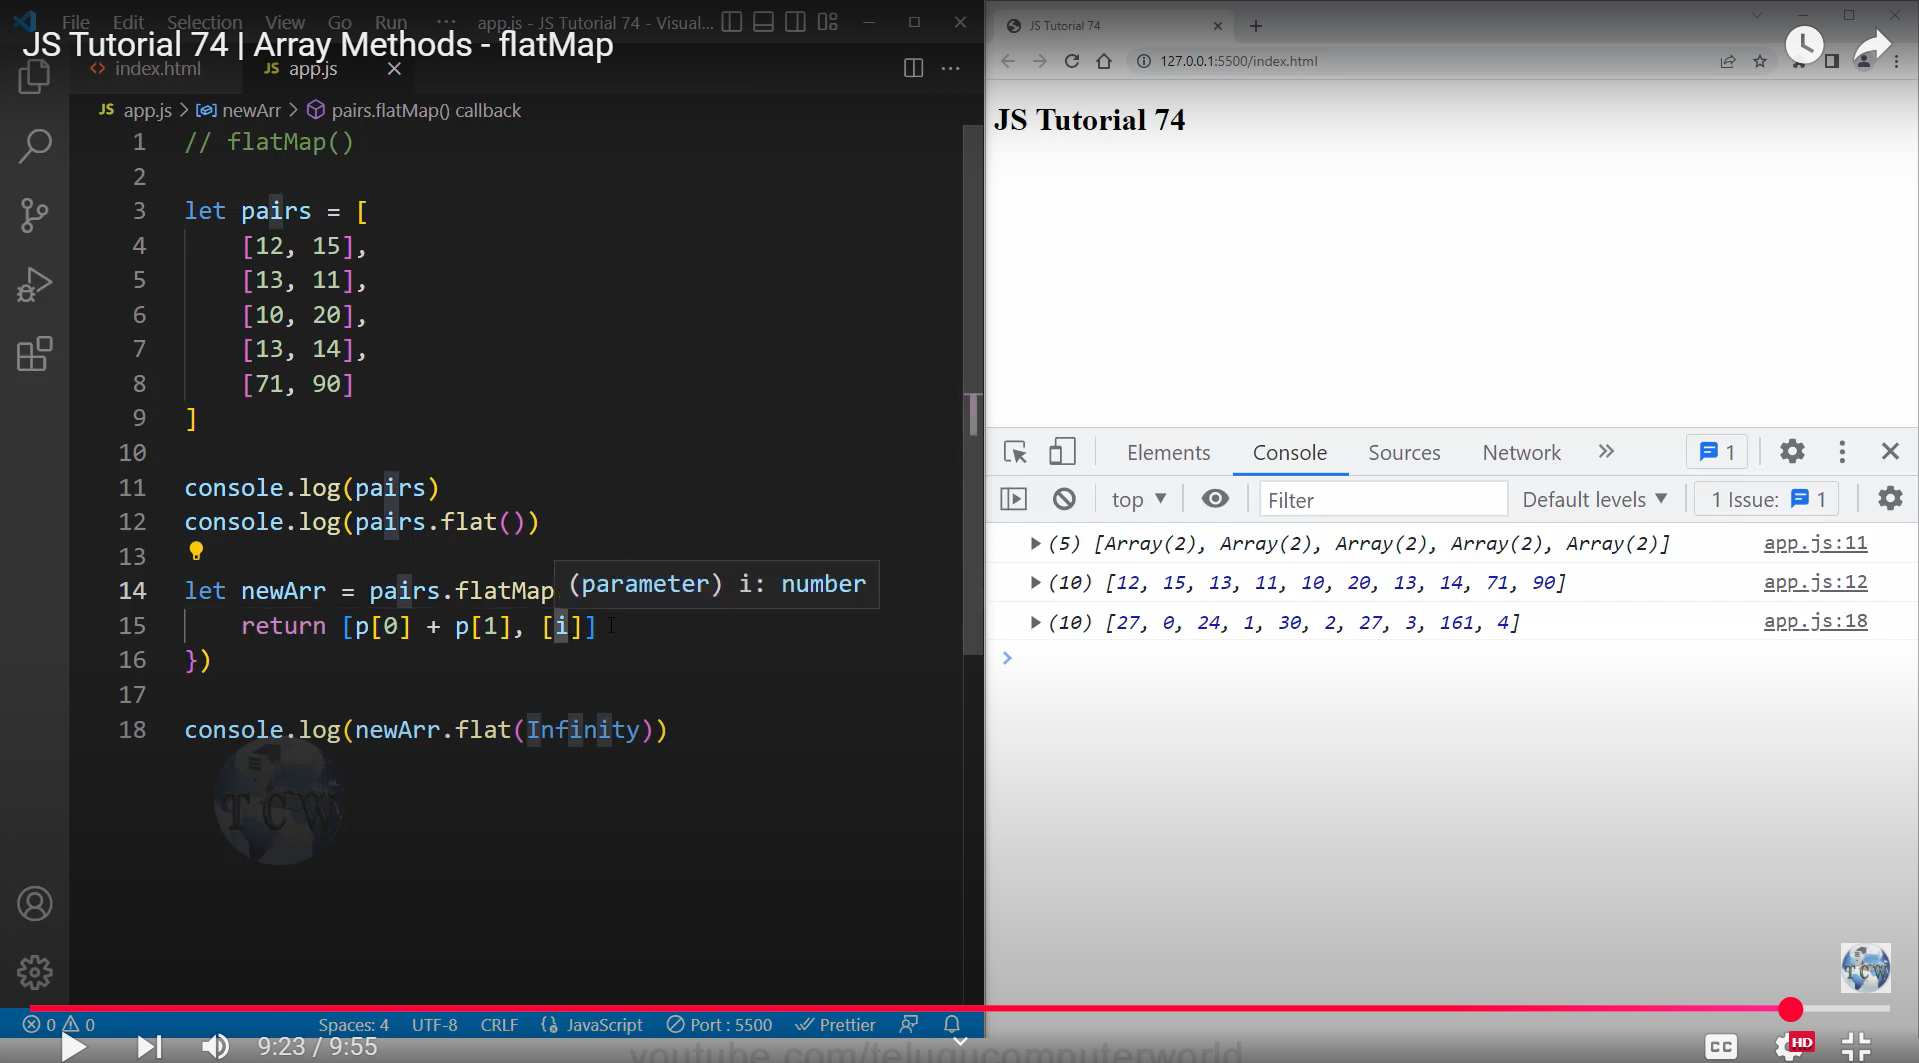 File Edit Selection View Go Run ··· app.js - JS Tutorial 74 - Visual...
JS Tutorial 74 | Array Methods - flatMap
index.html
JS app.js
JS app.js > newArr > pairs.flatMap() callback
1 // flatMap()
2
3 let pairs = [
4 [12, 15],
5 [13, 11],
6 [10, 20],
7 [13, 14],
8 [71, 90]
9 ]
10
11 console.log(pairs)
12 console.log(pairs.flat())
13
(parameter) i: number
14 let newArr = pairs.flatMap
15 return [p[0] + p[1], [i]]
16 })
17
18 console.log(newArr.flat(Infinity))
TCW
0 0 Spaces: 4 UTF-8 CRLF JavaScript Port : 5500 Prettier
9:23 / 9:55
youtube.com/telugucomputerworld
JS Tutorial 74
127.0.0.1:5500/index.html
JS Tutorial 74
Elements Console Sources Network 1
top Filter Default levels 1 Issue: 1
(5) [Array(2), Array(2), Array(2), Array(2), Array(2)] app.js:11
(10) [12, 15, 13, 11, 10, 20, 13, 14, 71, 90] app.js:12
(10) [27, 0, 24, 1, 30, 2, 27, 3, 161, 4] app.js:18
TCW
CC HD